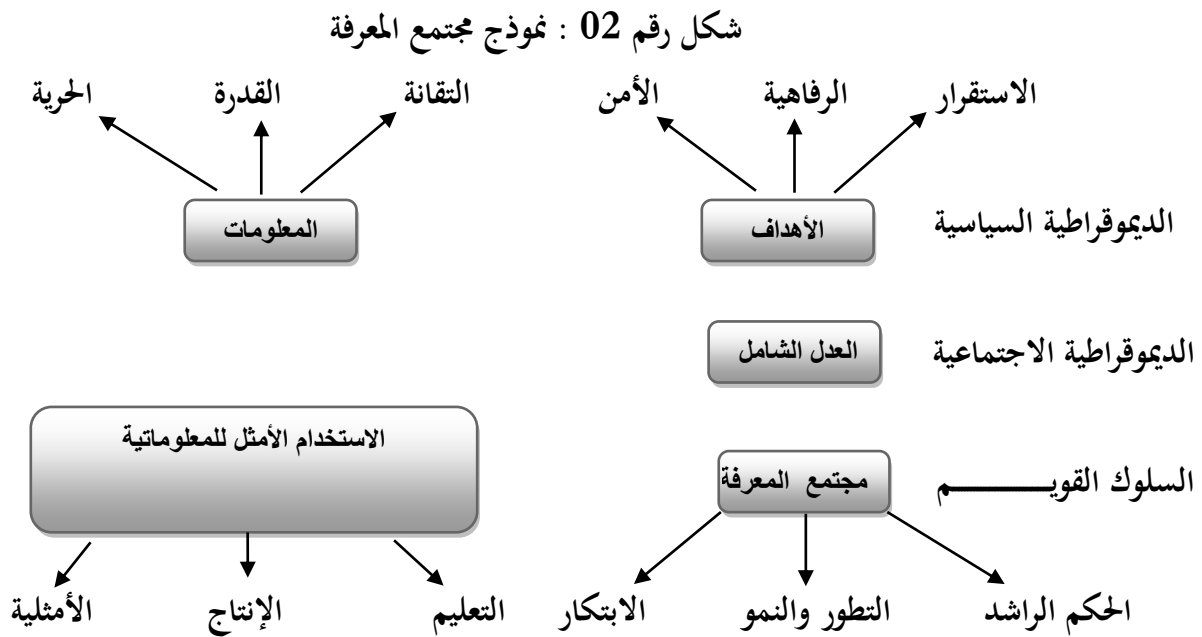 شكل رقم 02 : نموذج مجتمع المعرفة
الاستقرار الرفاهية الأمن التقانة القدرة الحرية
الديموقراطية السياسية الأهداف المعلومات
الديموقراطية الاجتماعية العدل الشامل
الاستخدام الأمثل للمعلوماتية
السلوك القويــــــــم مجتمع المعرفة
الحكم الراشد التطور والنمو الابتكار التعليم الإنتاج الأمثلية